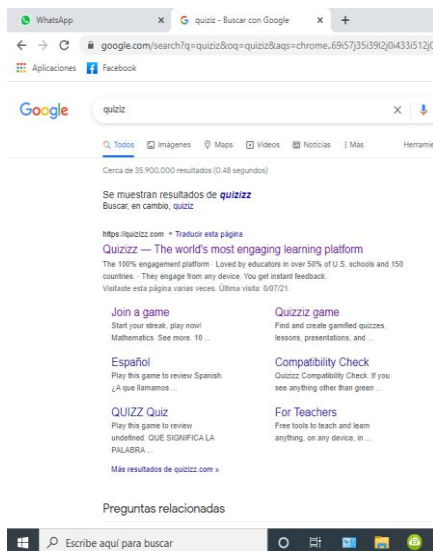 WhatsApp
quiziz - Buscar con Google
google.com/search?q=quiziz&oq=quiziz&aqs=chrome..69i57j35i39l2j0i433i512j0
Aplicaciones Facebook
Google quiziz
Todos Imágenes Maps Videos Noticias Más Herramie
Cerca de 35,900,000 resultados (0.48 segundos)
Se muestran resultados de quizizz
Buscar, en cambio, quiziz
https://quizizz.com Traducir esta página
Quizizz — The world's most engaging learning platform
The 100% engagement platform · Loved by educators in over 50% of U.S. schools and 150
countries. · They engage from any device. You get instant feedback.
Visitaste esta página varias veces. Última visita: 8/07/21.
Join a game
Start your streak, play now!
Mathematics. See more. 10 ...
Quizziz game
Find and create gamified quizzes,
lessons, presentations, and ...
Español
Play this game to review Spanish.
¿A que llamamos ...
Compatibility Check
Quizizz Compatibility Check. If you
see anything other than green ...
QUIZZ Quiz
Play this game to review
undefined. QUE SIGNIFICA LA
PALABRA ...
For Teachers
Free tools to teach and learn
anything, on any device, in ...
Más resultados de quizizz.com »
Preguntas relacionadas
Escribe aquí para buscar